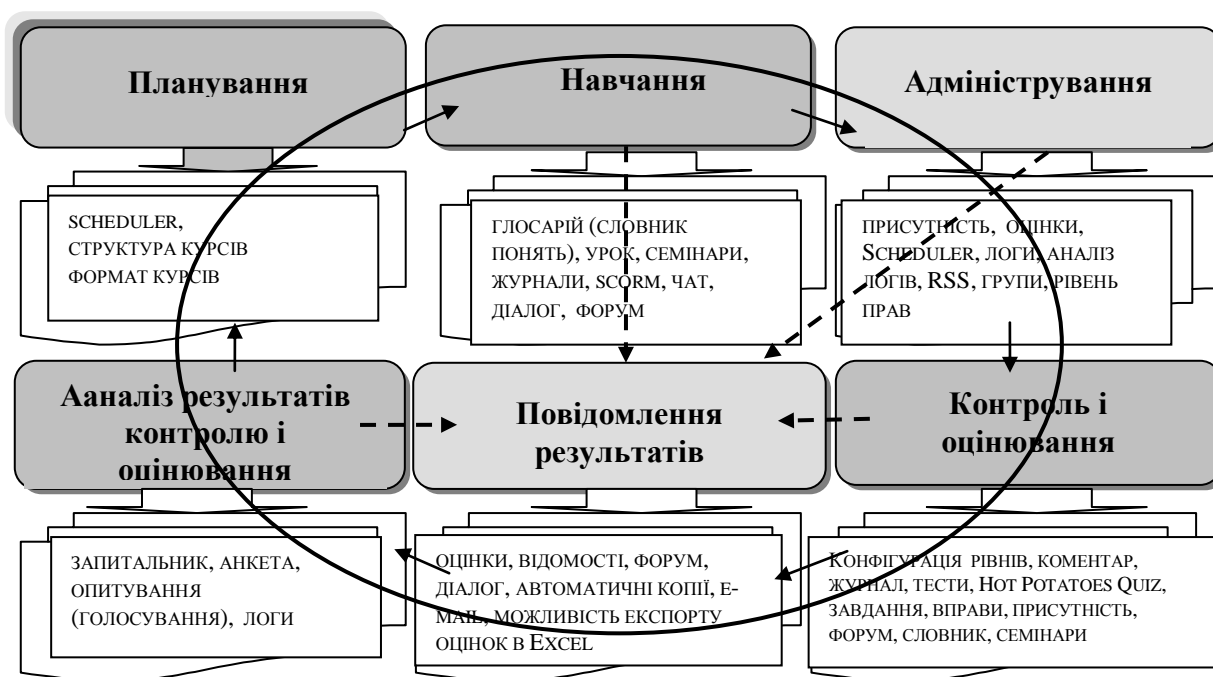 Планування
Навчання
Адміністрування
SCHEDULER,
СТРУКТУРА КУРСІВ
ФОРМАТ КУРСІВ
ГЛОСАРІЙ (СЛОВНИК
ПОНЯТЬ), УРОК, СЕМІНАРИ,
ЖУРНАЛИ, SCORM, ЧАТ,
ДІАЛОГ, ФОРУМ
ПРИСУТНІСТЬ, ОЦІНКИ,
SCHEDULER, ЛОГИ, АНАЛІЗ
ЛОГІВ, RSS, ГРУПИ, РІВЕНЬ
ПРАВ
Ааналіз результатів
контролю і
оцінювання
Повідомлення
результатів
Контроль і
оцінювання
ЗАПИТАЛЬНИК, АНКЕТА,
ОПИТУВАННЯ
(ГОЛОСУВАННЯ), ЛОГИ
ОЦІНКИ, ВІДОМОСТІ, ФОРУМ,
ДІАЛОГ, АВТОМАТИЧНІ КОПІЇ, E-
MAIL, МОЖЛИВІСТЬ ЕКСПОРТУ
ОЦІНОК В EXCEL
КОНФІГУРАЦІЯ РІВНІВ, КОМЕНТАР,
ЖУРНАЛ, ТЕСТИ, HOT POTATOES QUIZ,
ЗАВДАННЯ, ВПРАВИ, ПРИСУТНІСТЬ,
ФОРУМ, СЛОВНИК, СЕМІНАРИ